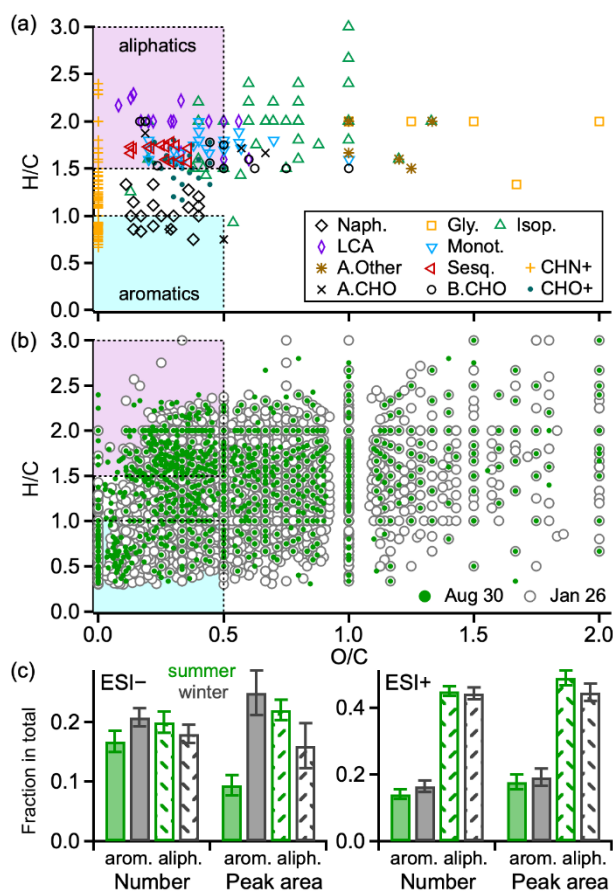 (a)
3.0
aliphatics
2.5
2.0
H/C
1.5
1.0
Naph. Gly. Isop.
LCA Monot.
0.5
A.Other Sesq. CHN+
aromatics
A.CHO B.CHO CHO+
0.0
(b)
3.0
2.5
2.0
H/C
1.5
1.0
0.5
Aug 30 Jan 26
0.0
0.0 0.5 1.0 1.5 2.0
O/C
(c)
ESI− summer ESI+
winter
Fraction in total
0.2 0.4
0.1 0.2
0.0 0.0
arom. aliph. arom. aliph. arom. aliph. arom. aliph.
Number Peak area Number Peak area